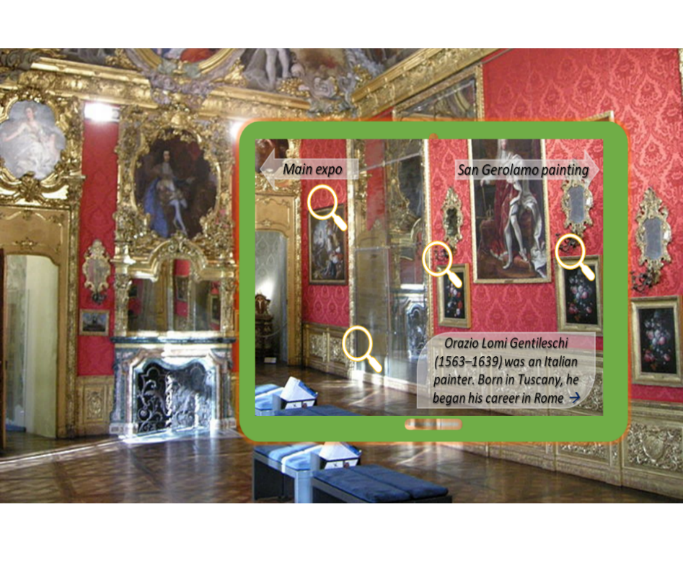 Main expo
San Gerolamo painting
Orazio Lomi Gentileschi
(1563–1639) was an Italian
painter. Born in Tuscany, he
began his career in Rome →